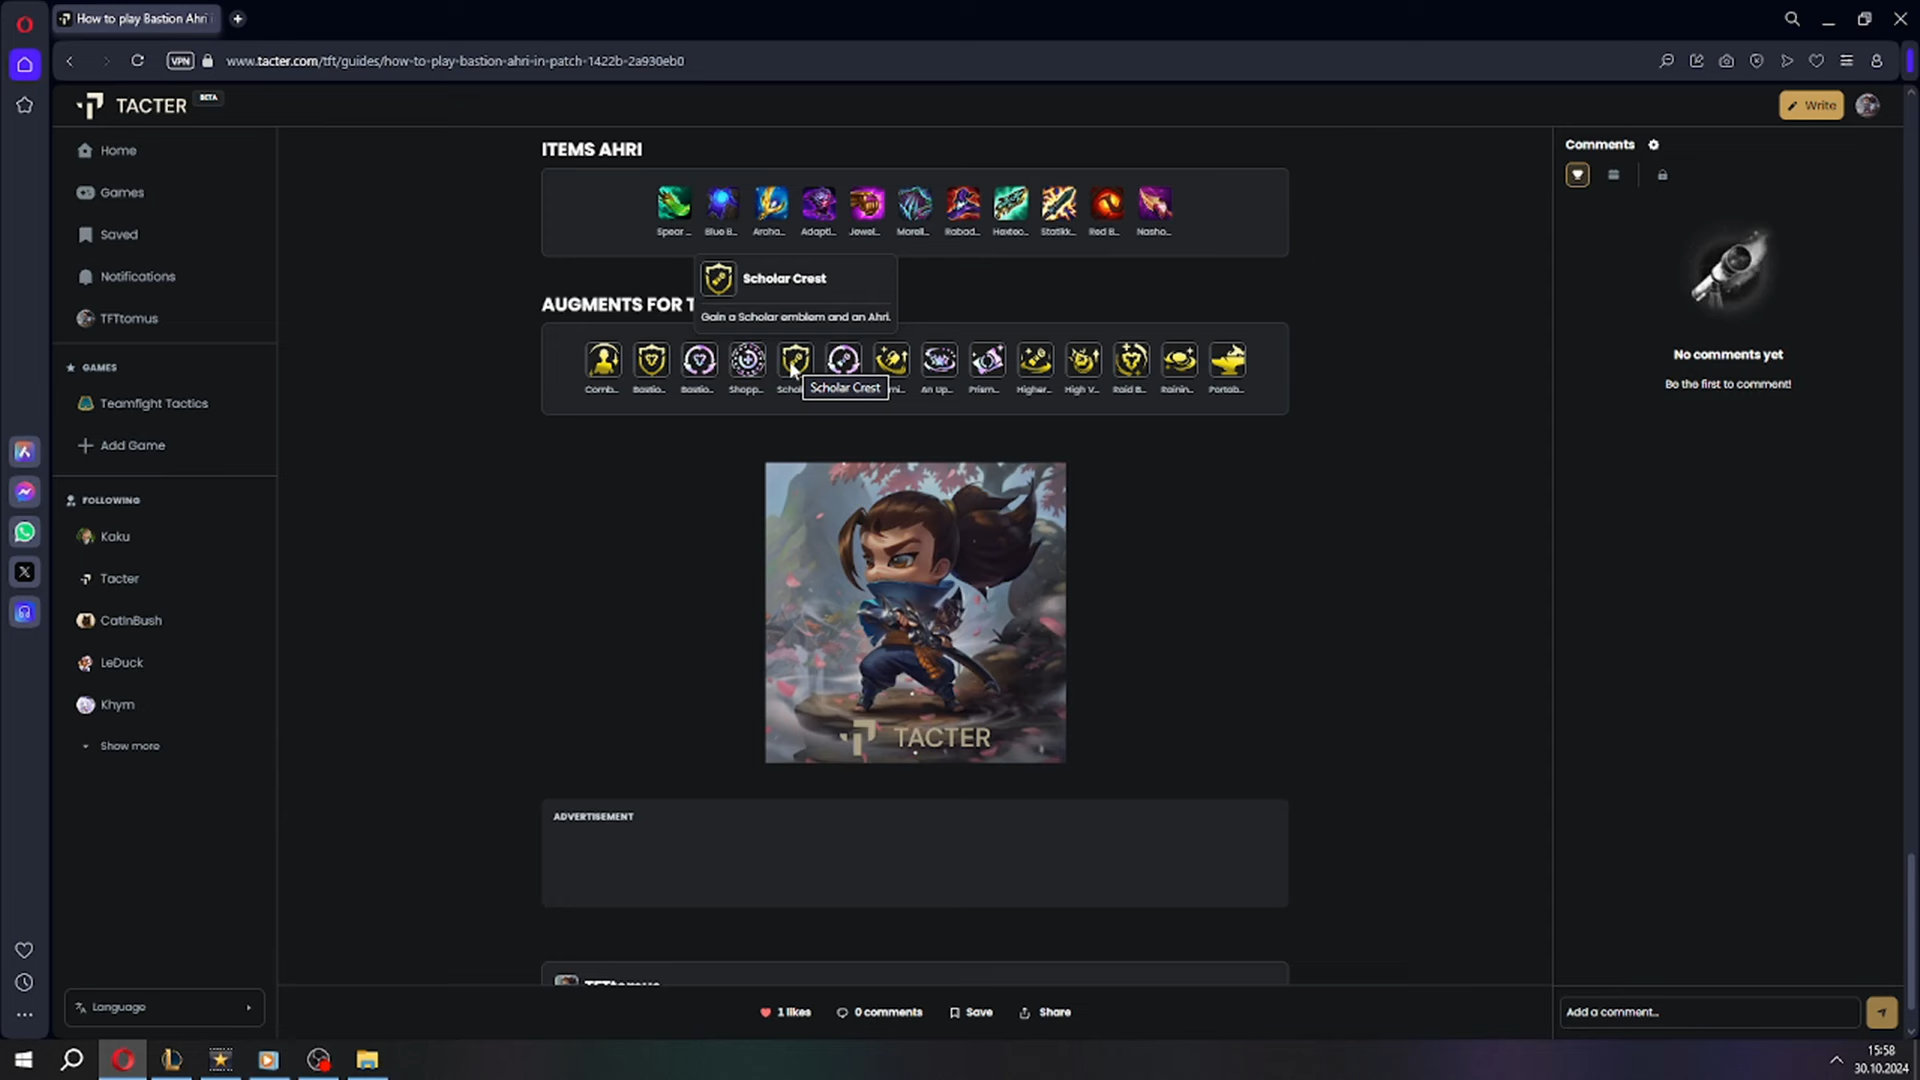 How to play Bastion Ahri i
VPN
www.tacter.com/tft/guides/how-to-play-bastion-ahri-in-patch-1422b-2a930eb0
TACTER BETA
Write
Home
Games
Saved
Notifications
TFTtomus
GAMES
Teamfight Tactics
Add Game
FOLLOWING
Kaku
Tacter
CatInBush
LeDuck
Khym
Show more
Language
ITEMS AHRI
Spear ... Blue B... Archa... Adapti... Jewel... Morell... Rabad... Hextec... Statikk... Red B... Nasho...
Scholar Crest
Gain a Scholar emblem and an Ahri.
AUGMENTS FOR T
Comb... Bastio... Bastio... Shopp... Scho An Up... Prism... Higher... High V... Raid B... Rainin... Portab...
Scholar Crest
TACTER
ADVERTISEMENT
TFTtomus
1 likes 0 comments Save Share
Comments
No comments yet
Be the first to comment!
Add a comment...
15:58
30.10.2024